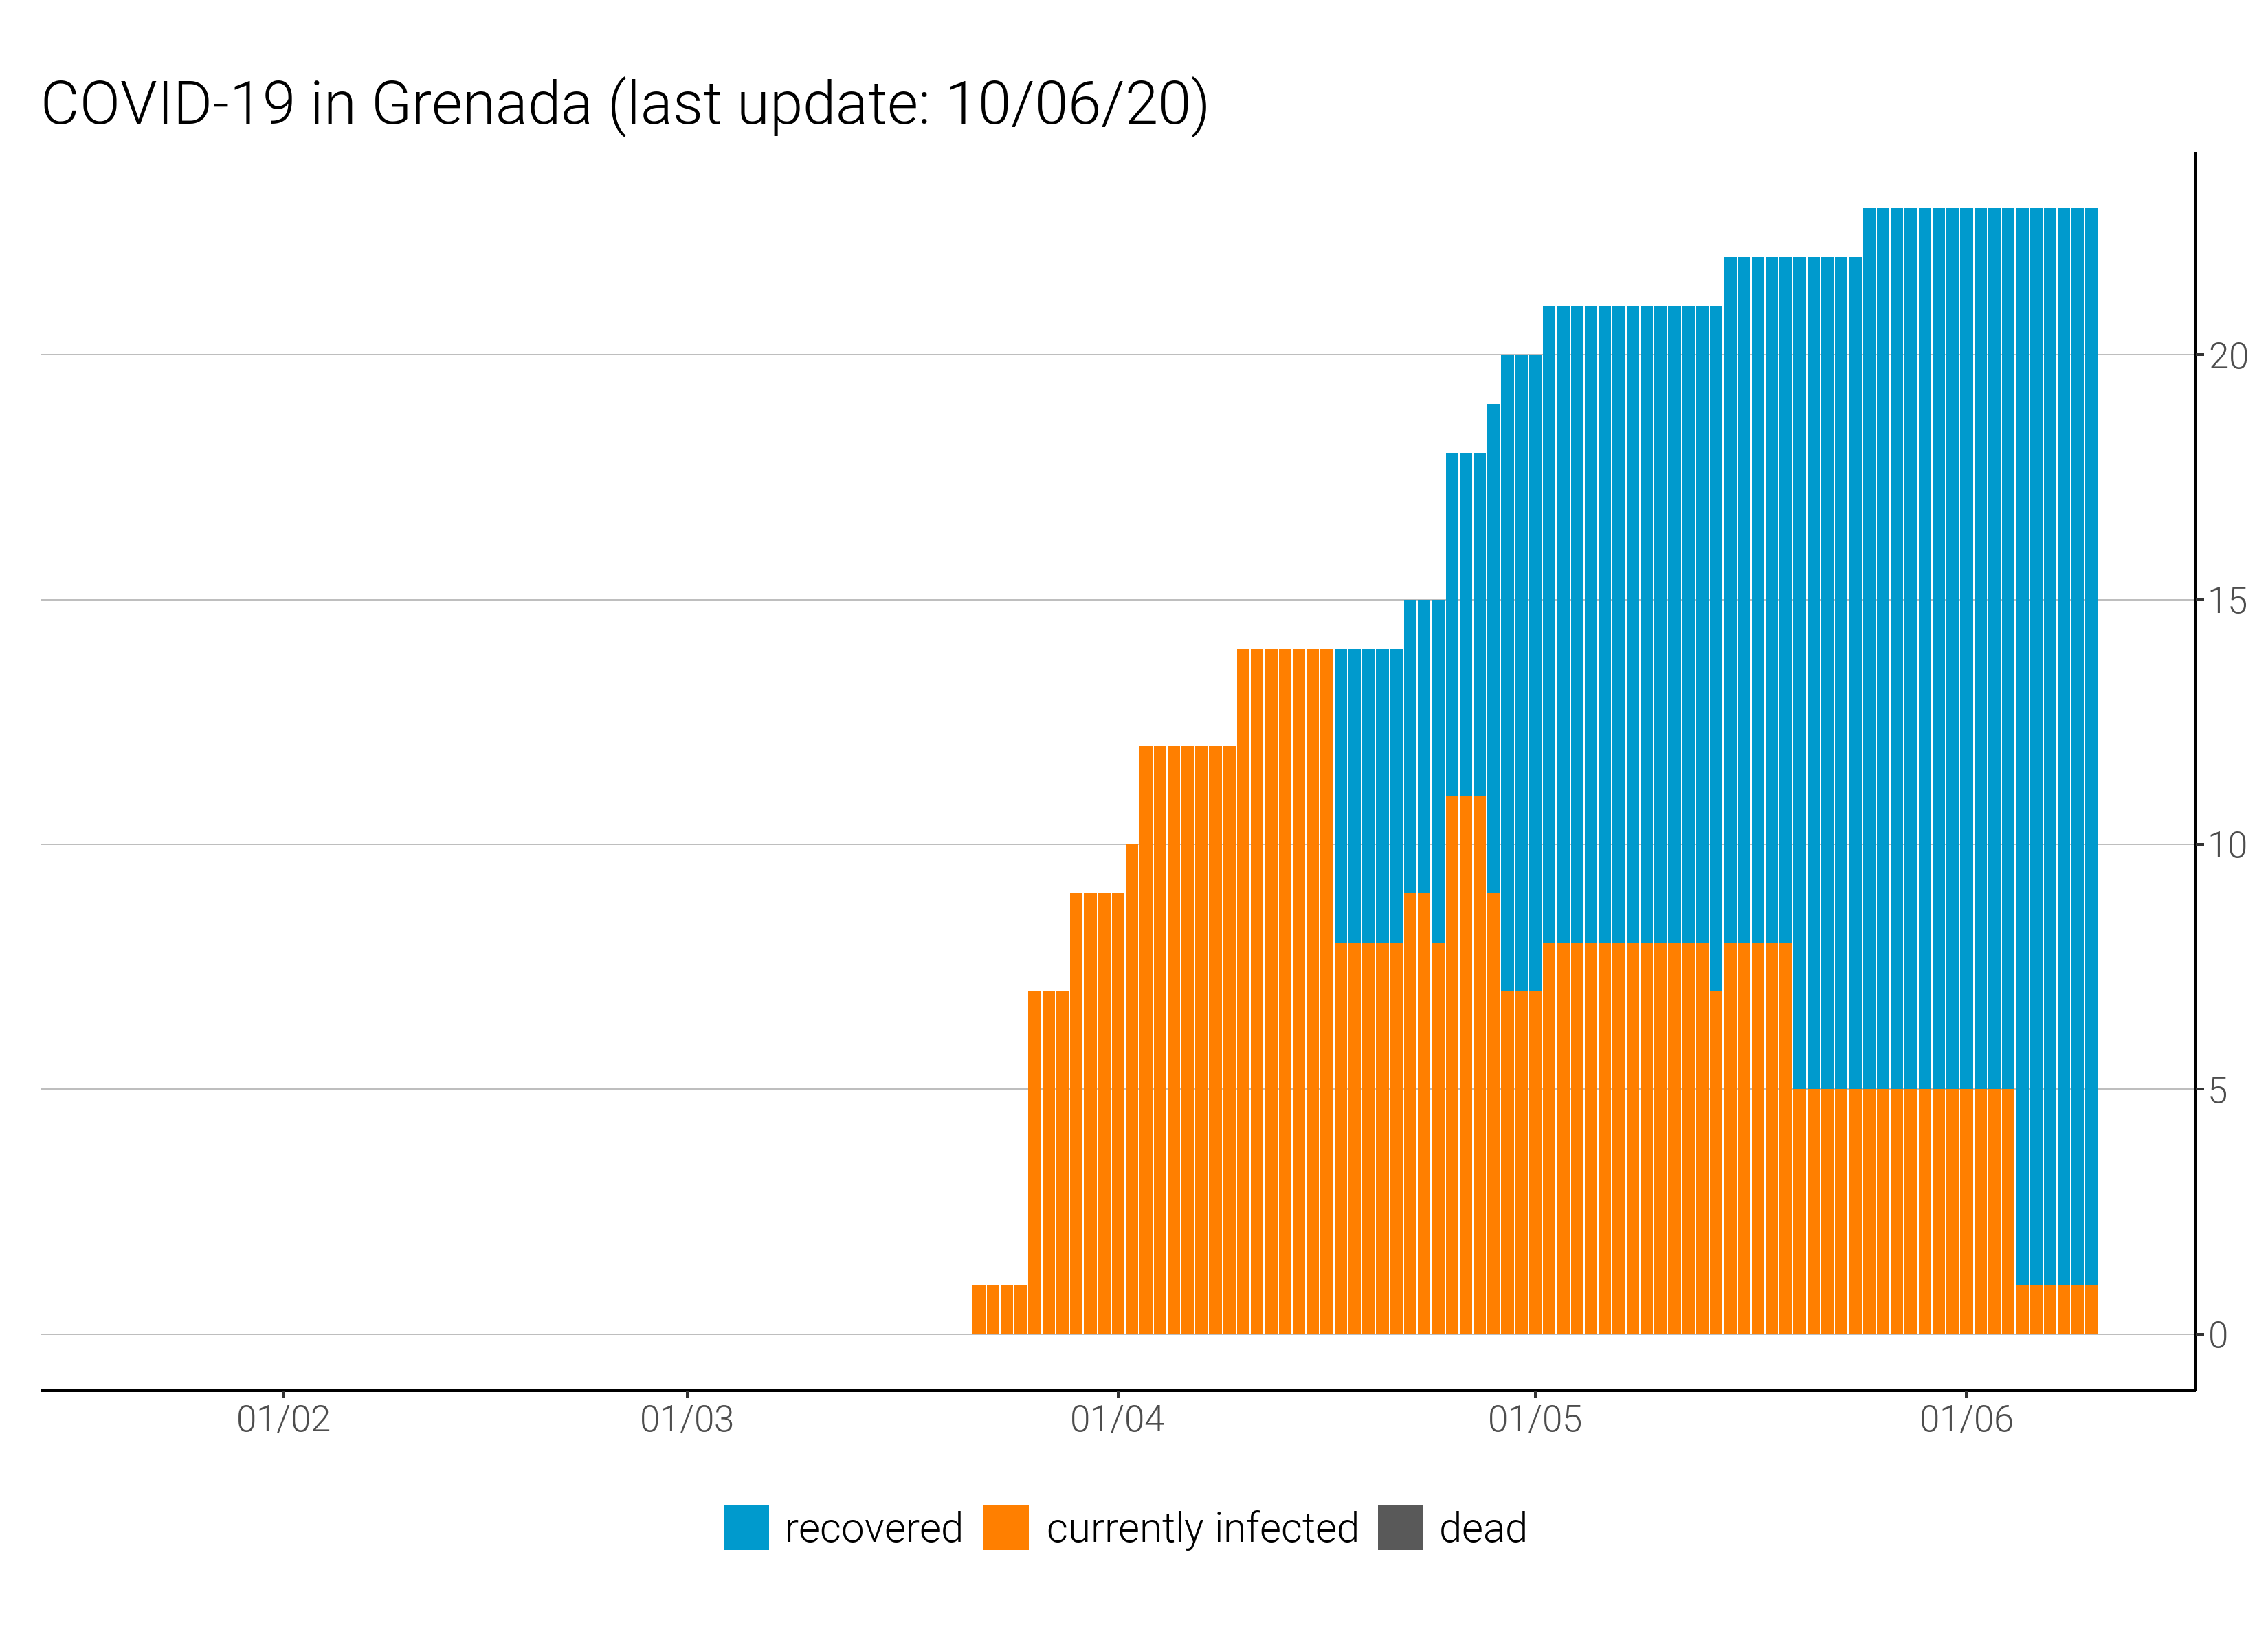 COVID-19 in Grenada (last update: 10/06/20)
20
15
10
5
0
01/02 01/03 01/04 01/05 01/06
recovered currently infected dead